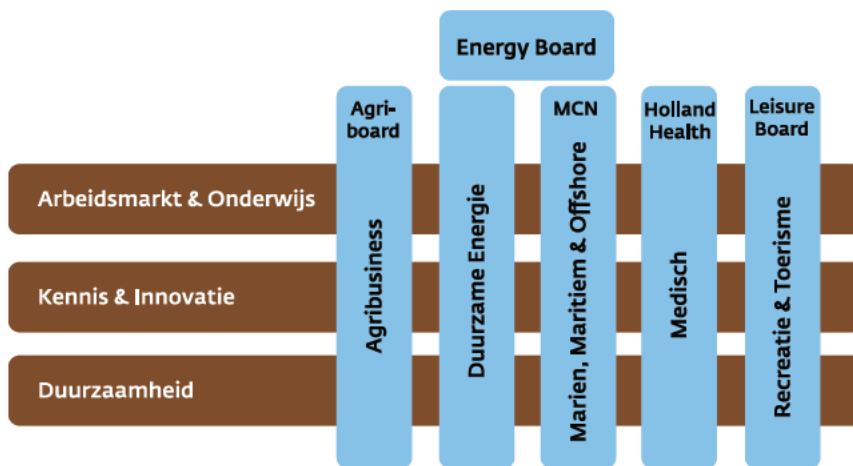 Energy Board
Agri-
board
MCN
Holland
Health
Leisure
Board
Arbeidsmarkt & Onderwijs
Kennis & Innovatie
Duurzaamheid
Agribusiness
Duurzame Energie
Marien, Maritiem & Offshore
Medisch
Recreatie & Toerisme